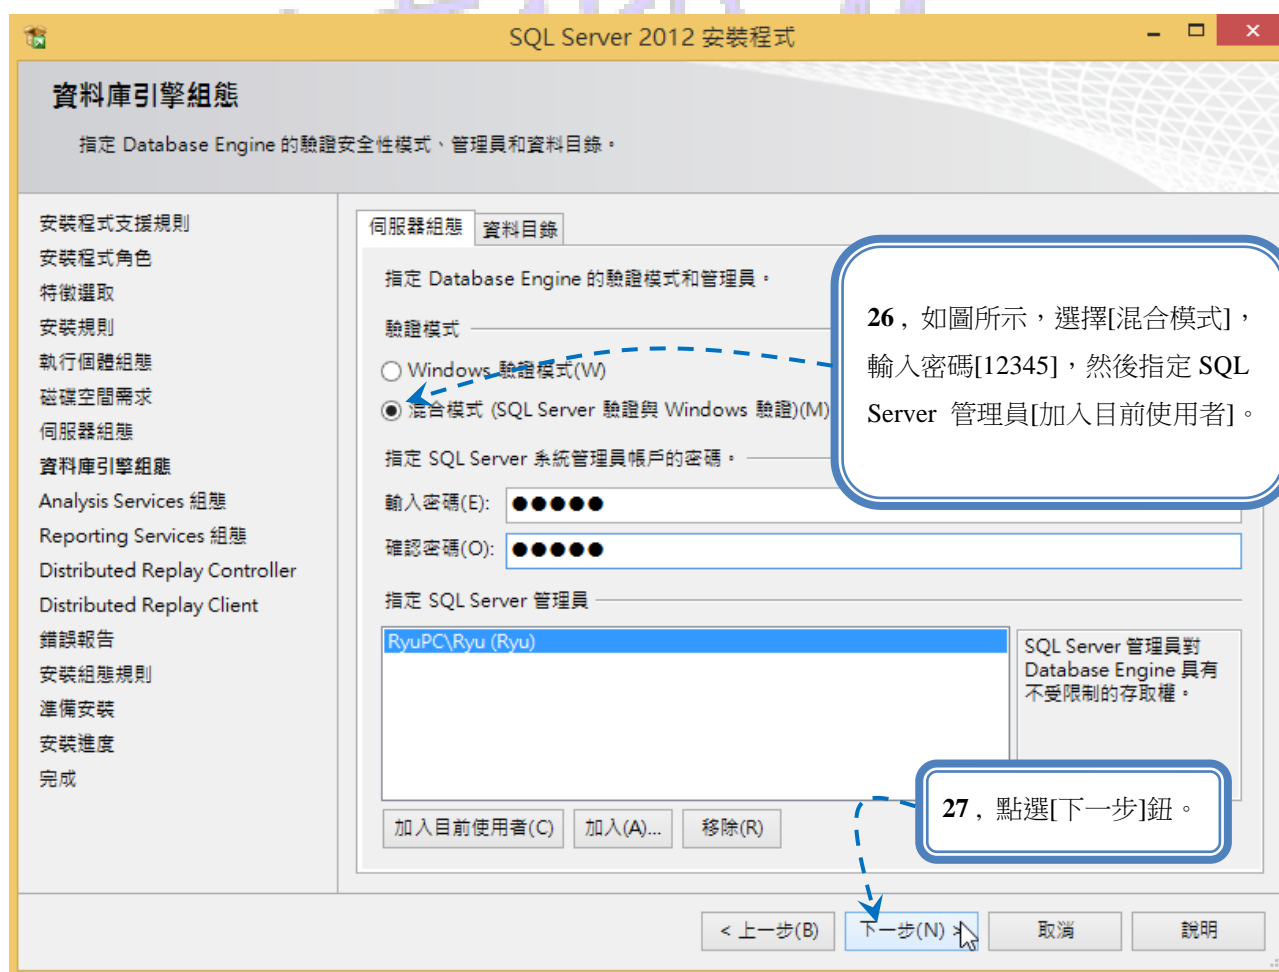 SQL Server 2012 安裝程式
資料庫引擎組態
指定 Database Engine 的驗證安全性模式、管理員和資料目錄。
安裝程式支援規則
安裝程式角色
特徵選取
安裝規則
執行個體組態
磁碟空間需求
伺服器組態
資料庫引擎組態
Analysis Services 組態
Reporting Services 組態
Distributed Replay Controller
Distributed Replay Client
錯誤報告
安裝組態規則
準備安裝
安裝進度
完成
伺服器組態 資料目錄
指定 Database Engine 的驗證模式和管理員。
驗證模式
Windows 驗證模式(W)
混合模式 (SQL Server 驗證與 Windows 驗證)(M)
指定 SQL Server 系統管理員帳戶的密碼。
輸入密碼(E): ●●●●●
確認密碼(O): ●●●●●
指定 SQL Server 管理員
RyuPC\Ryu (Ryu)
SQL Server 管理員對
Database Engine 具有
不受限制的存取權。
加入目前使用者(C) 加入(A)... 移除(R)
26 , 如圖所示，選擇[混合模式]，
輸入密碼[12345]，然後指定 SQL
Server 管理員[加入目前使用者]。
27 , 點選[下一步]鈕。
< 上一步(B) 下一步(N) > 取消 說明